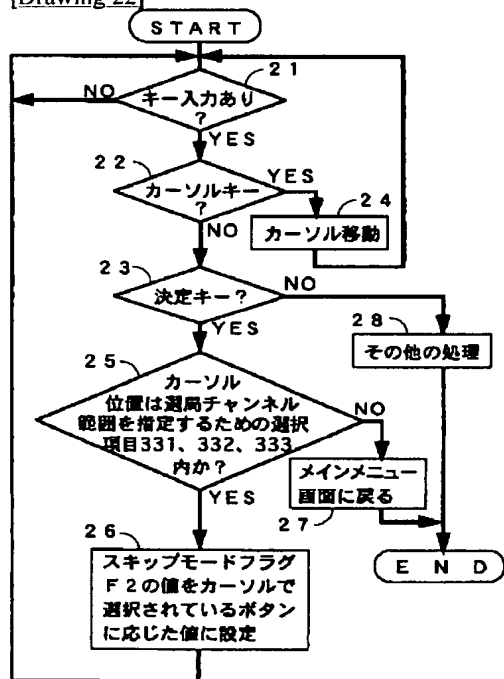 [Drawing 22]
START
21
キー入力あり
?
NO
YES
22
カーソルキー
?
YES
24
カーソル移動
NO
23
決定キー?
NO
YES
28
その他の処理
25
カーソル
位置は選局チャンネル
範囲を指定するための選択
項目331、332、333
内か?
NO
メインメニュー
画面に戻る
27
YES
26
スキップモードフラグ
F2の値をカーソルで
選択されているボタン
に応じた値に設定
END